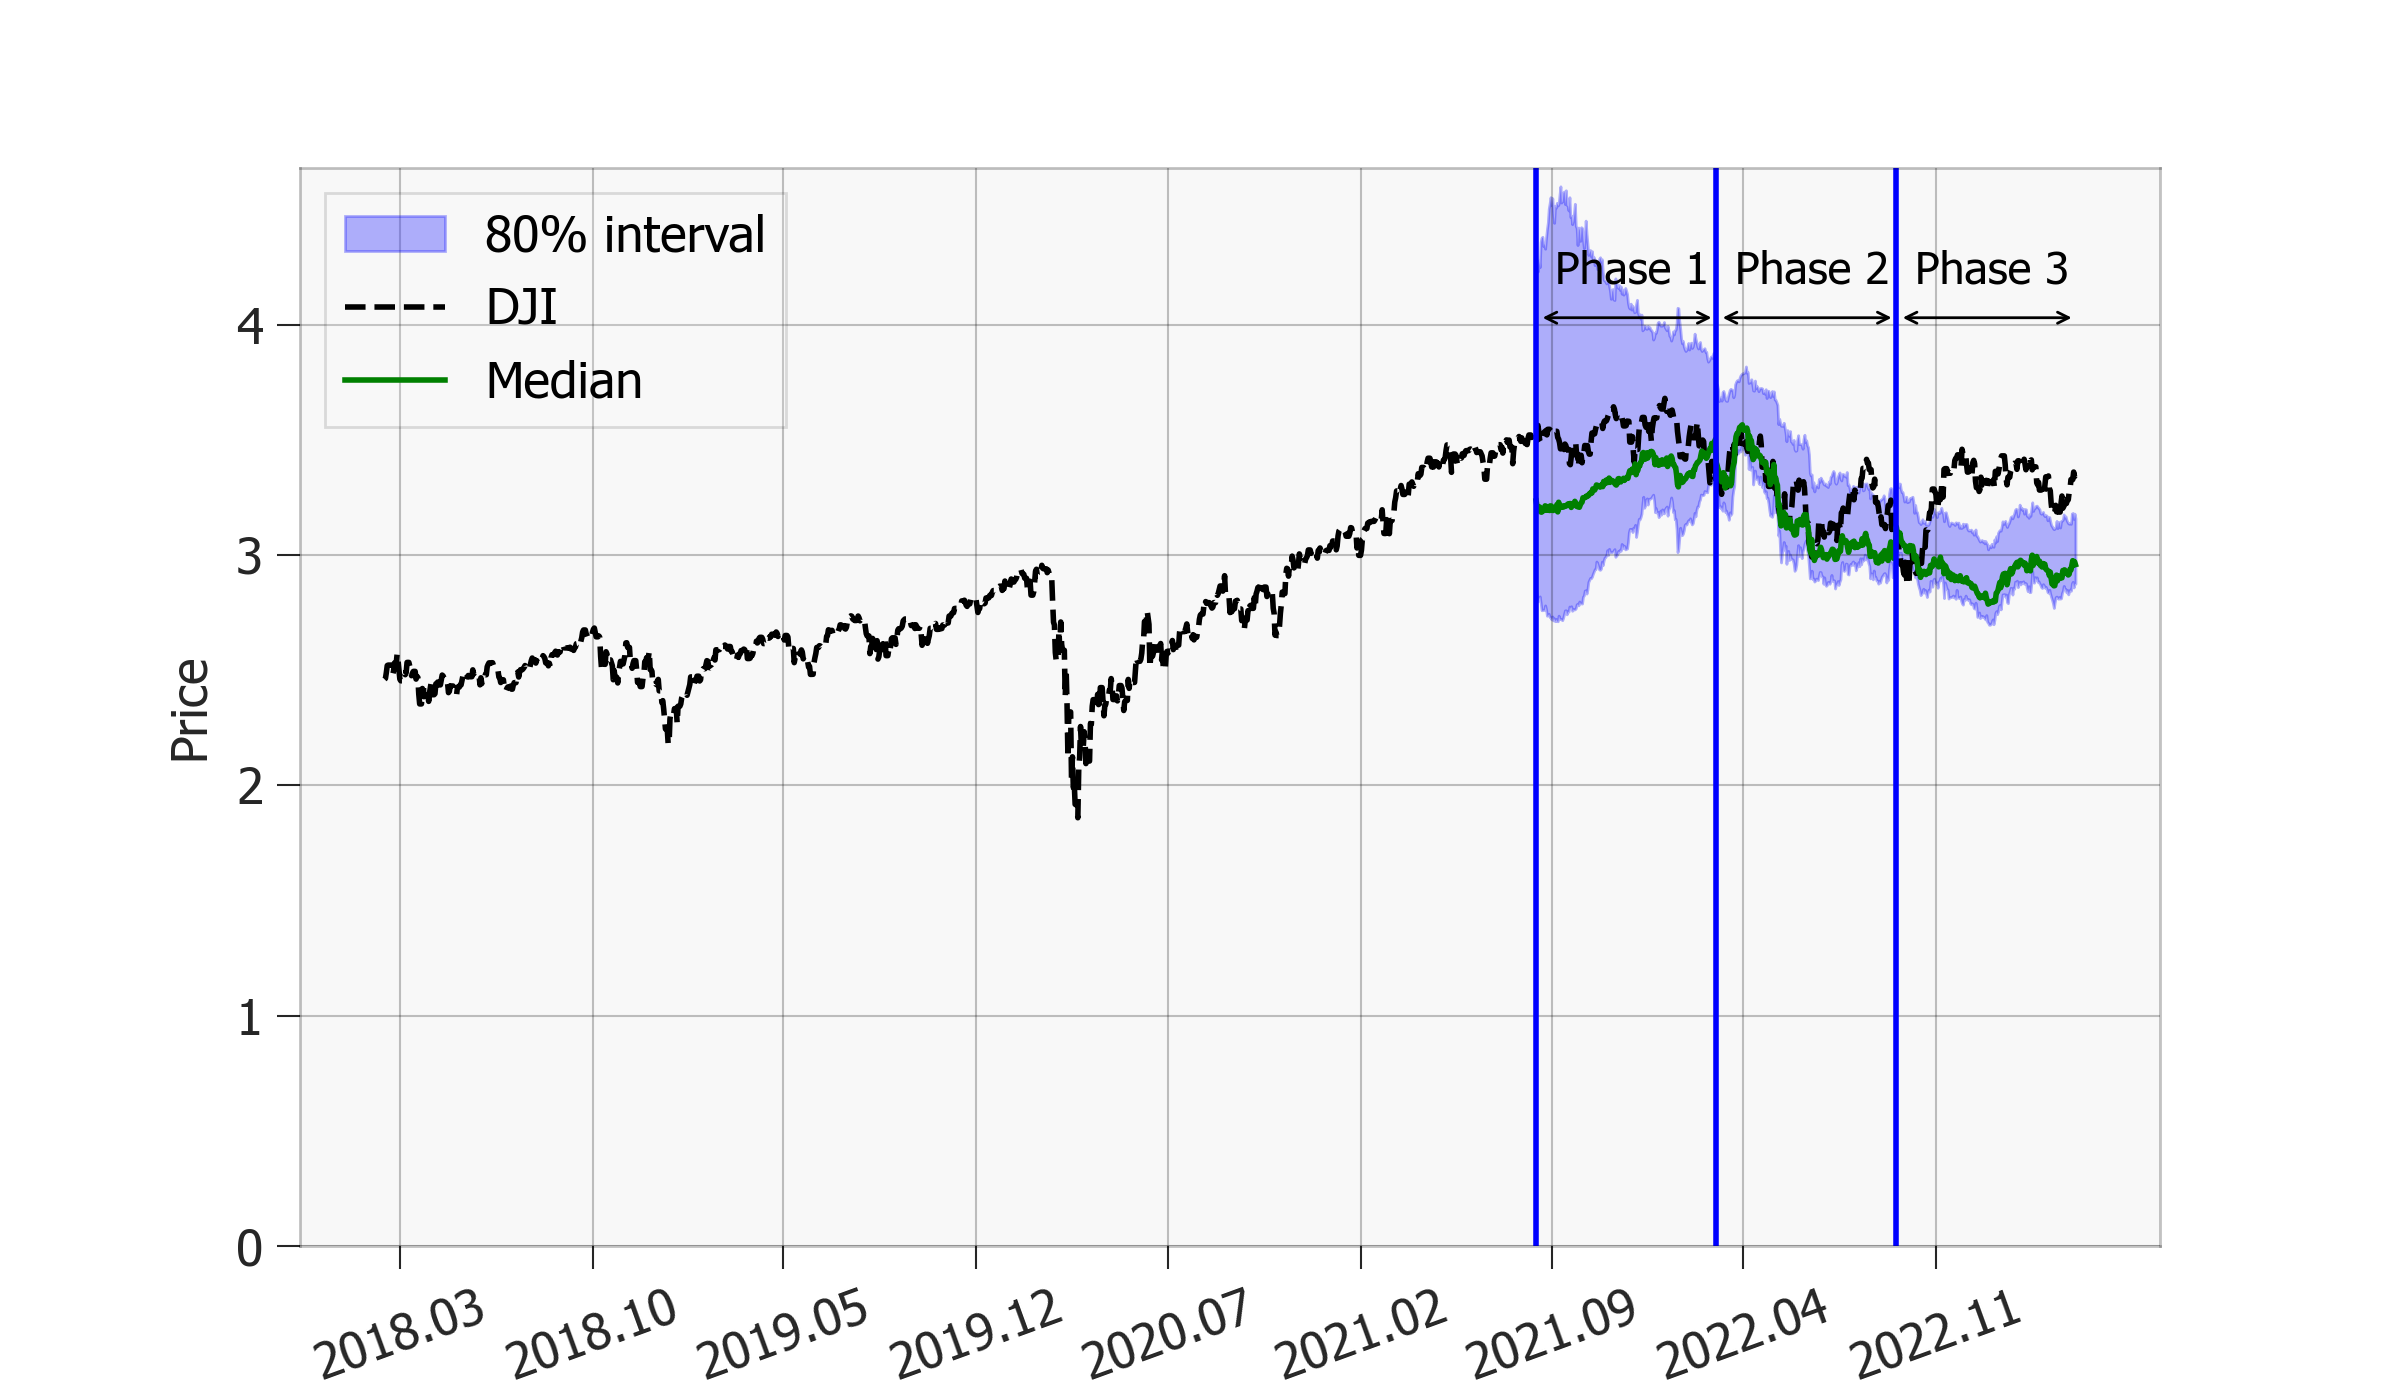 80% interval
DJI
Median
Phase 1
Phase 2
Phase 3
Price
4
3
2
1
0
2018.03
2018.10
2019.05
2019.12
2020.07
2021.02
2021.09
2022.04
2022.11